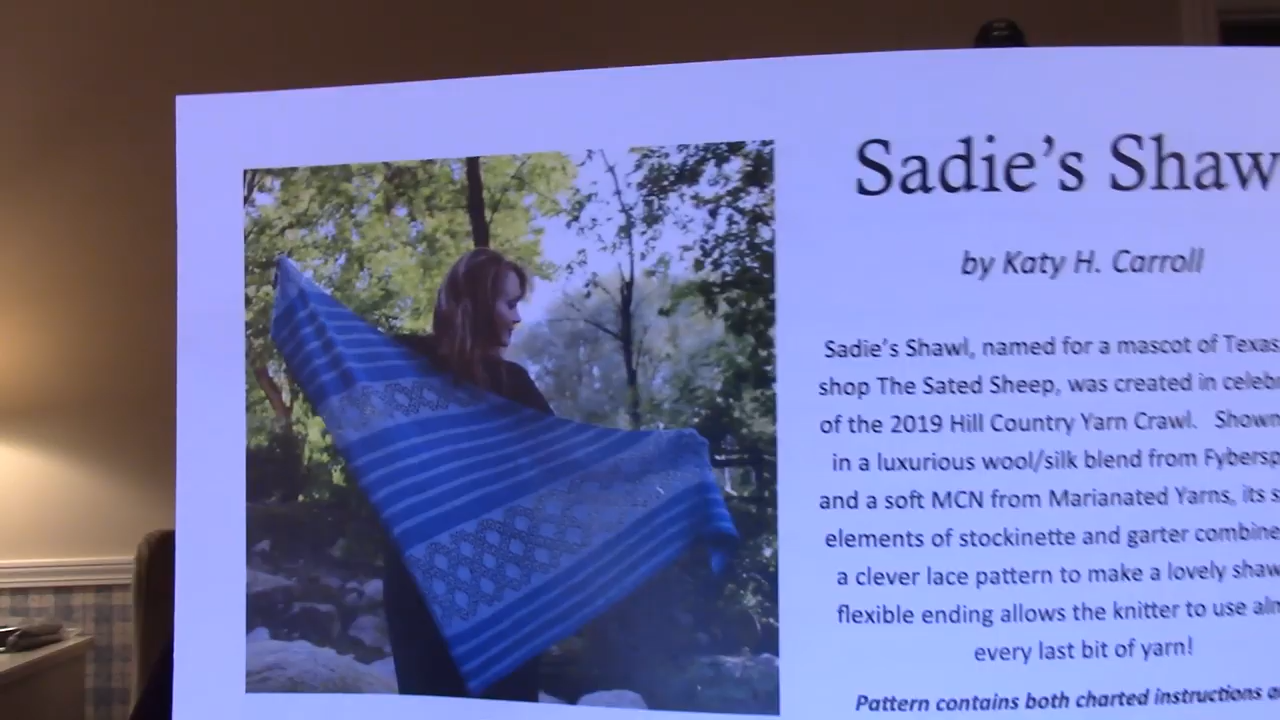 Sadie's Shaw
by Katy H. Carroll
Sadie's Shawl, named for a mascot of Texas
shop The Sated Sheep, was created in celebr
of the 2019 Hill Country Yarn Crawl. Shown
in a luxurious wool/silk blend from Fybersp
and a soft MCN from Marianated Yarns, its s
elements of stockinette and garter combine
a clever lace pattern to make a lovely shaw
flexible ending allows the knitter to use alm
every last bit of yarn!
Pattern contains both charted instructions a